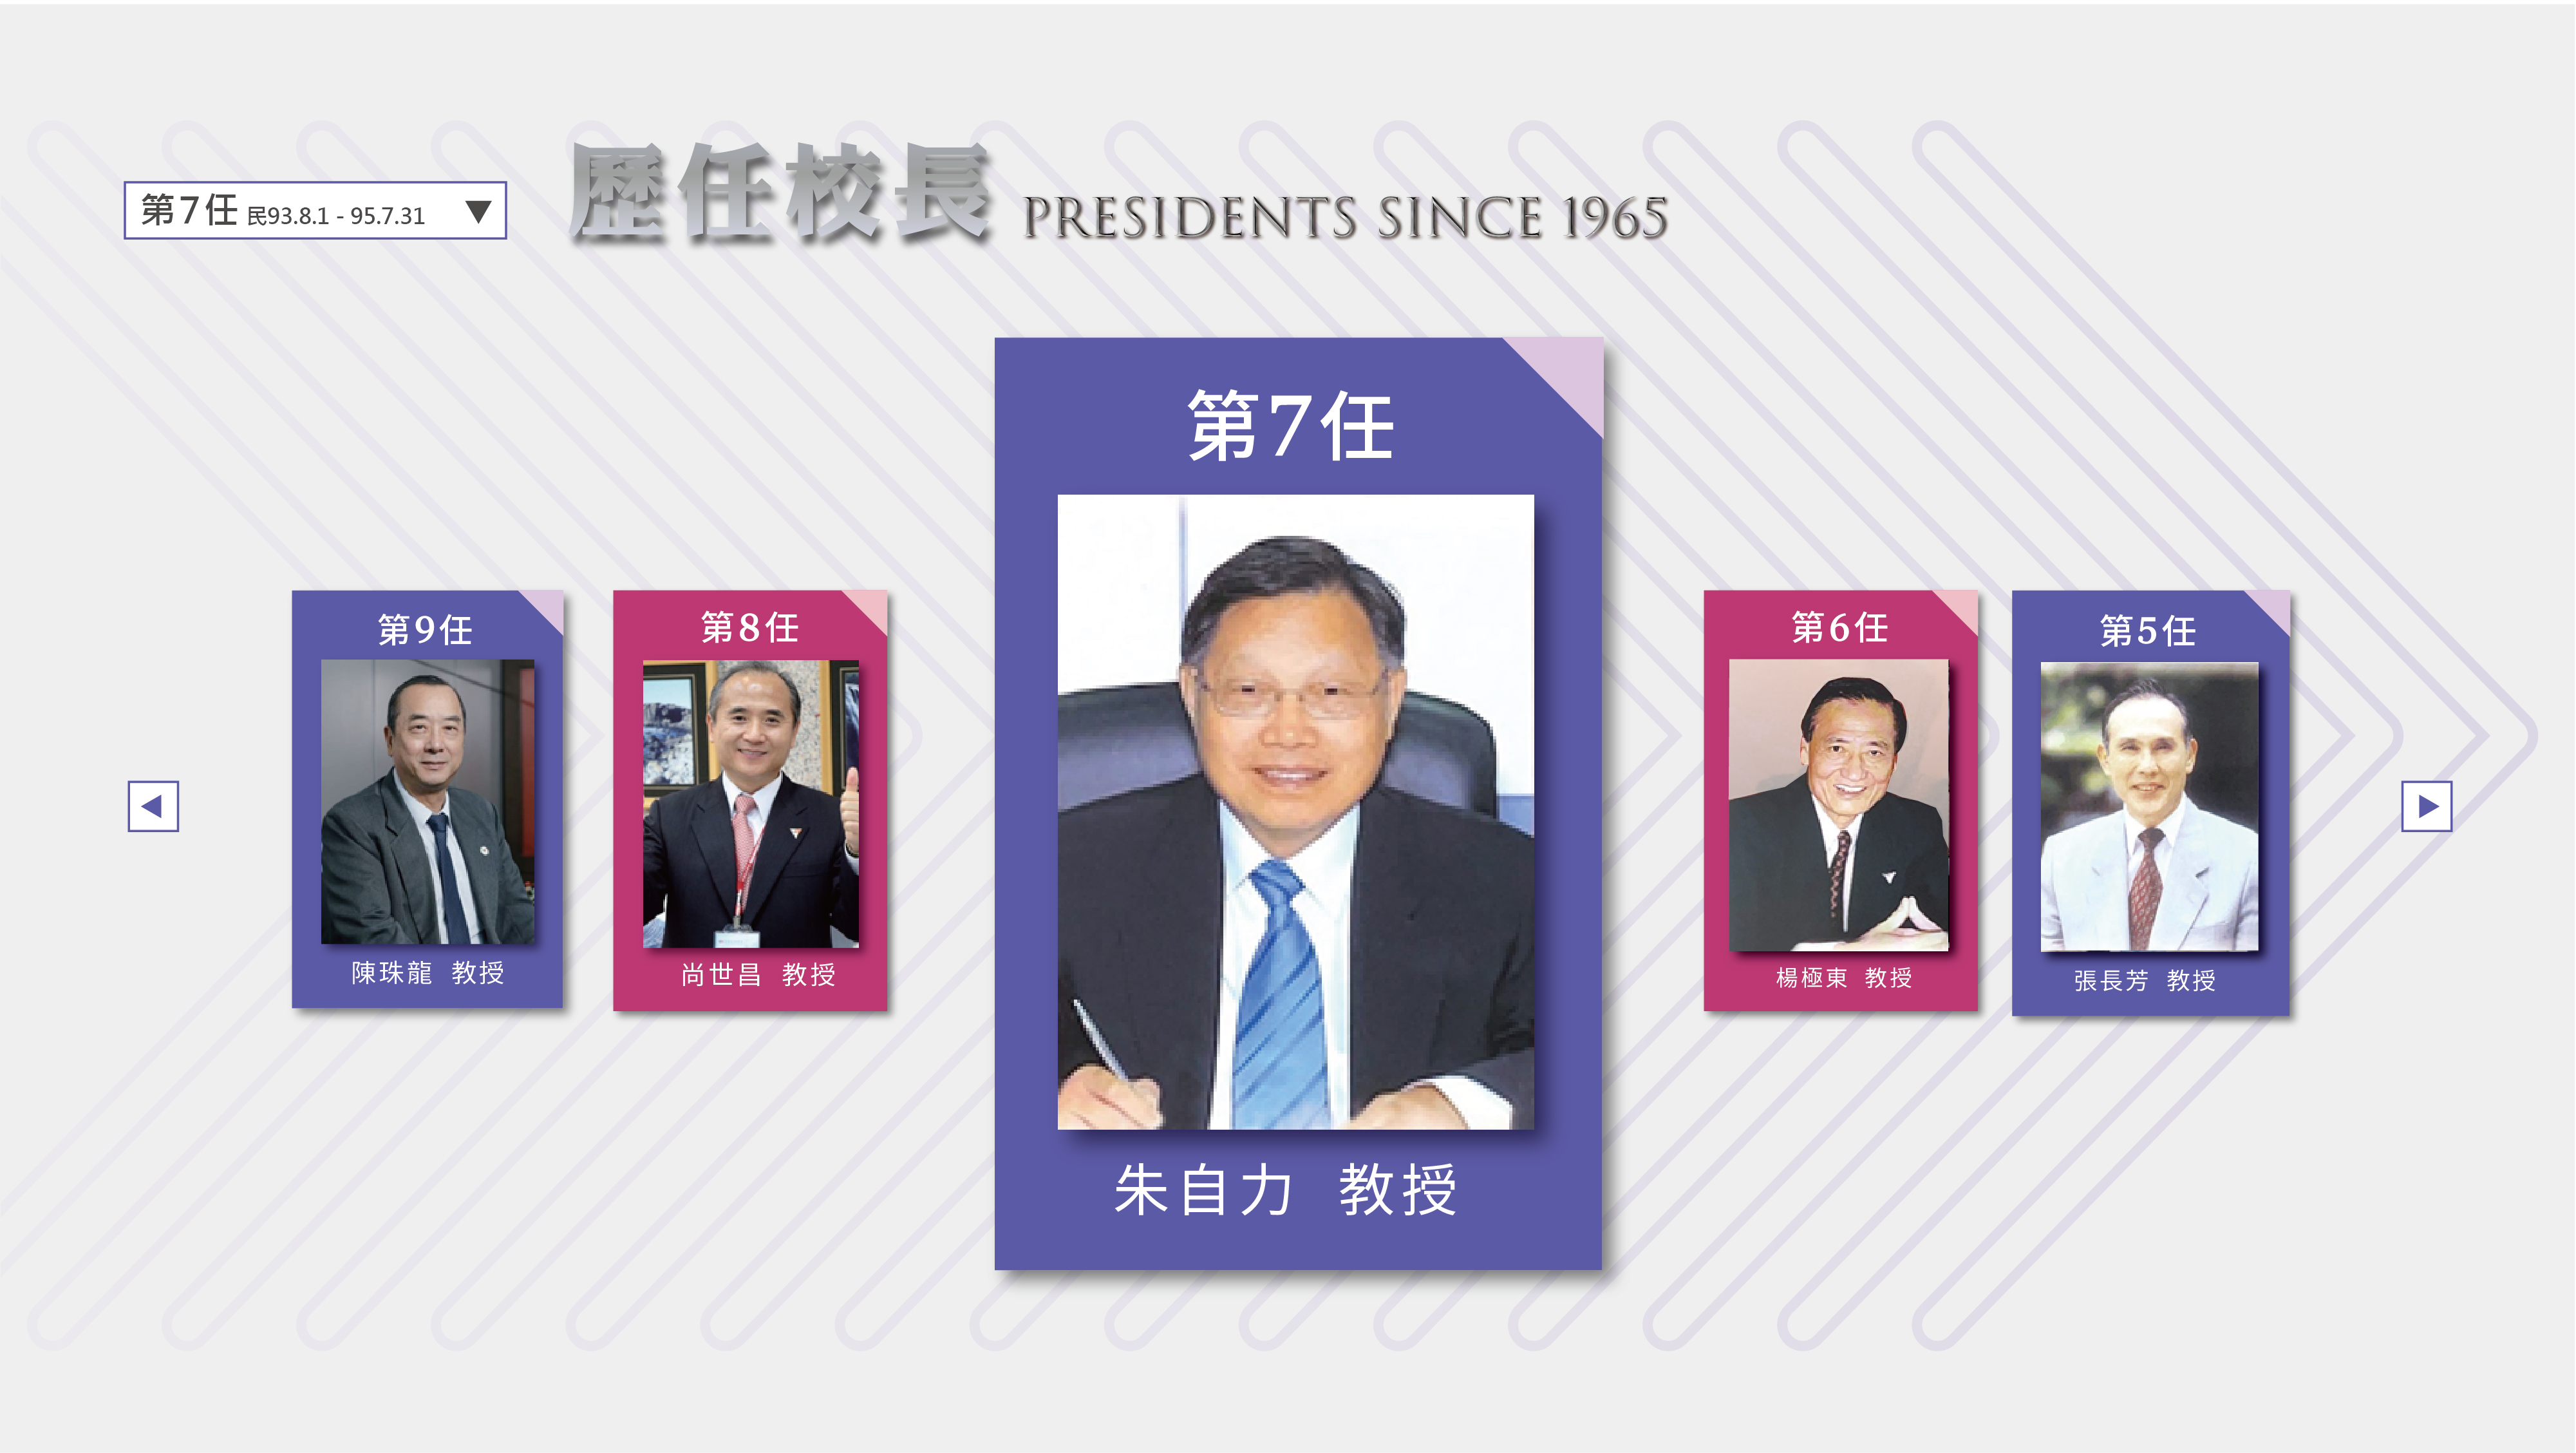 第7任 民93.8.1 - 95.7.31
歷任校長 PRESIDENTS SINCE 1965
第9任
陳珠龍 教授
第8任
尚世昌 教授
第7任
朱自力 教授
第6任
楊極東 教授
第5任
張長芳 教授